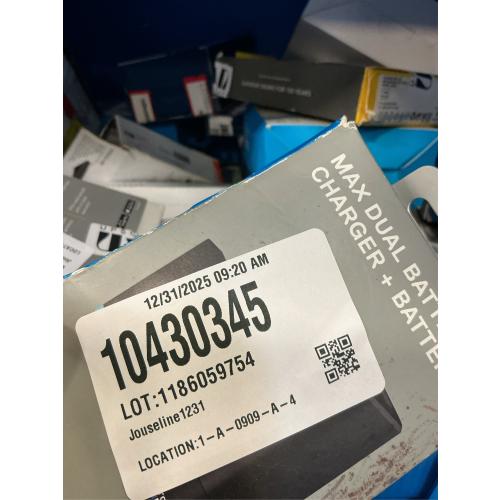 MAX DUAL BATT
CHARGER + BATTE
12/31/2025 09:20 AM
10430345
LOT:1186059754
Jouseline1231
LOCATION:1-A-0909-A-4